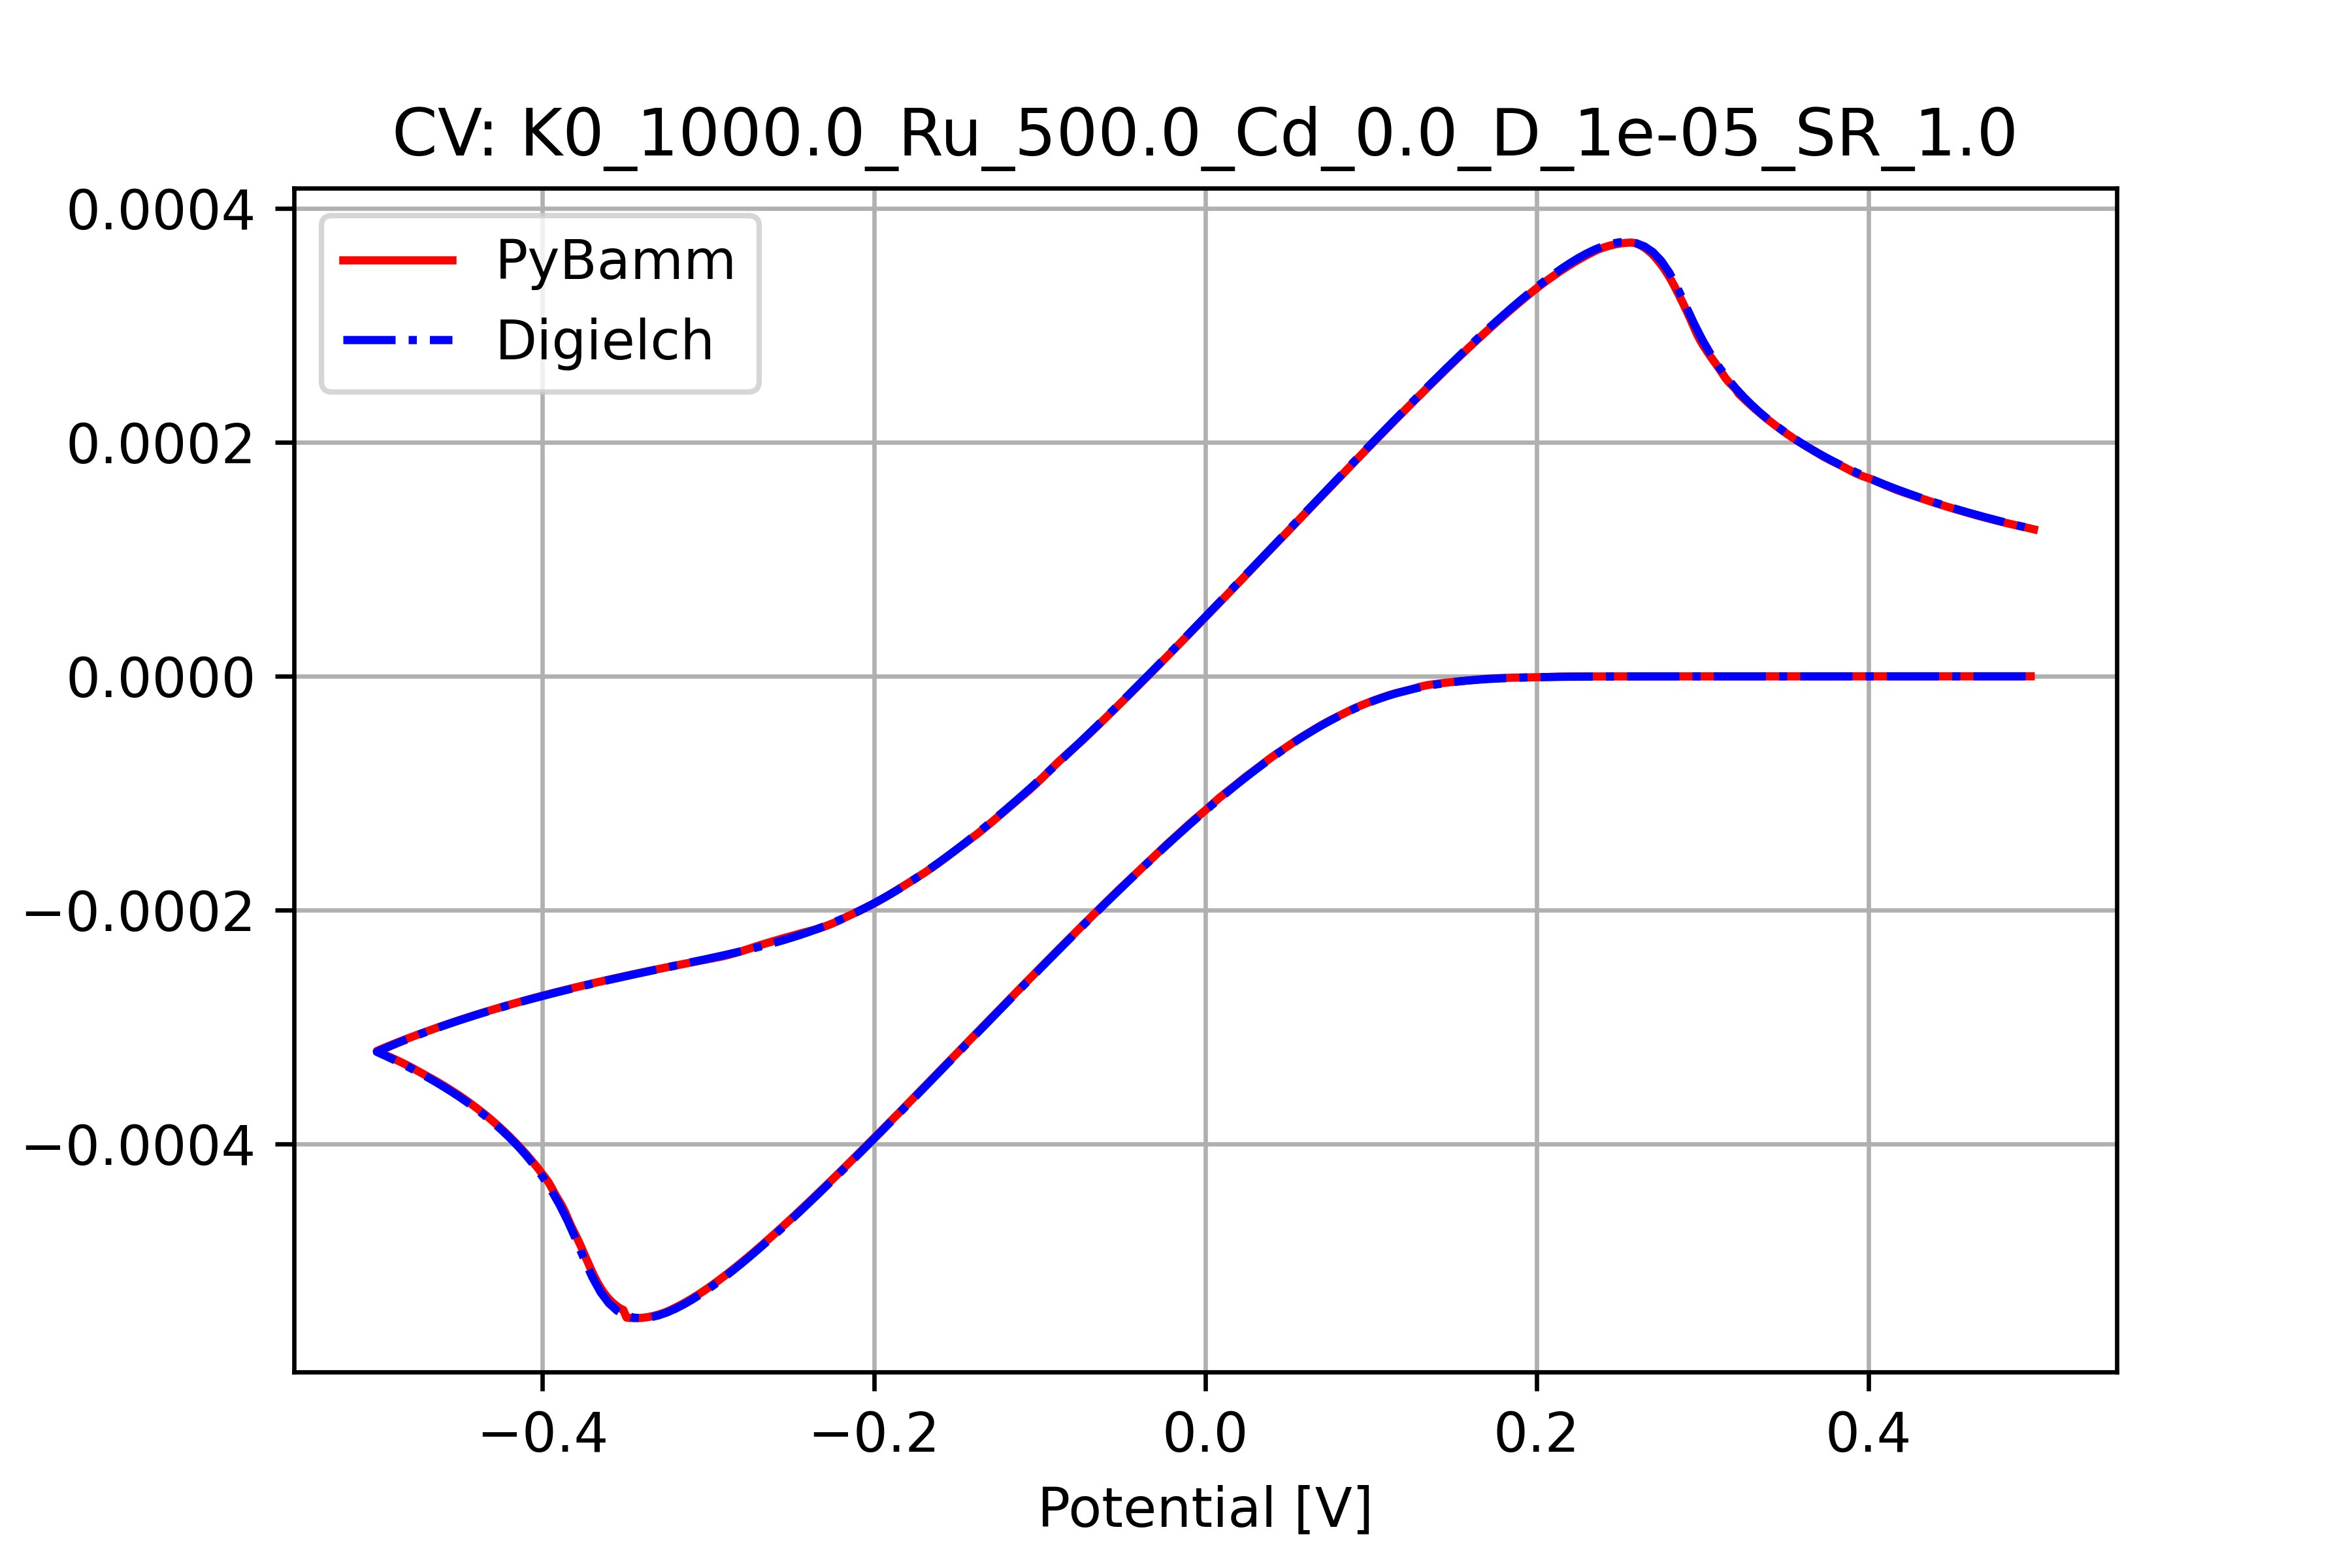 CV: K0_1000.0_Ru_500.0_Cd_0.0_D_1e-05_SR_1.0
0.0004
0.0002
0.0000
−0.0002
−0.0004
PyBamm
Digielch
−0.4
−0.2
0.0
0.2
0.4
Potential [V]